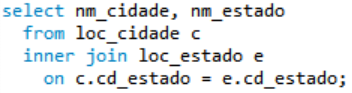 select nm_cidade, nm_estado
from loc_cidade c
inner join loc_estado e
on c.cd_estado = e.cd_estado;